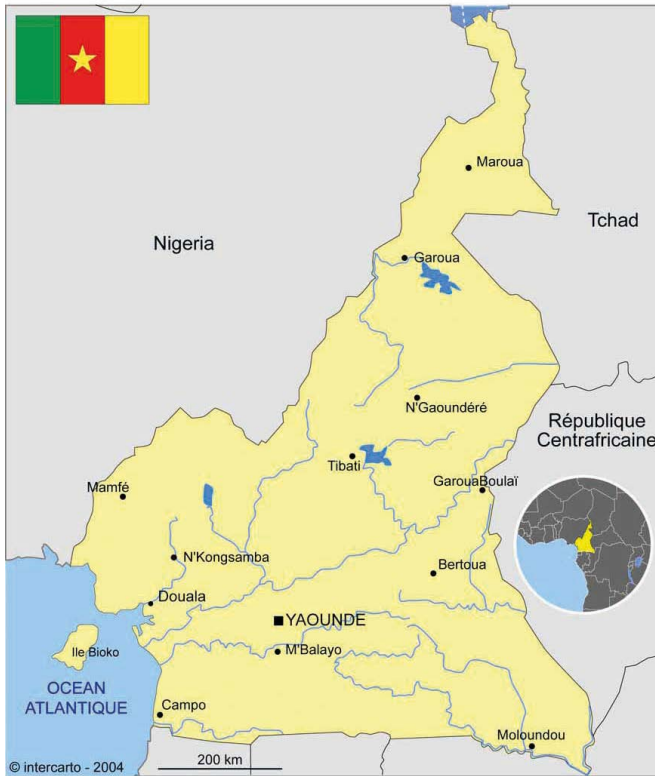 Maroua
Tchad
Nigeria
Garoua
N'Gaoundéré
République
Centrafricaine
Tibati
GarouaBoulaï
Mamfé
N'Kongsamba
Bertoua
Douala
YAOUNDE
Ile Bioko
M'Balayo
OCEAN
ATLANTIQUE
Campo
Moloundou
200 km
© intercarto - 2004